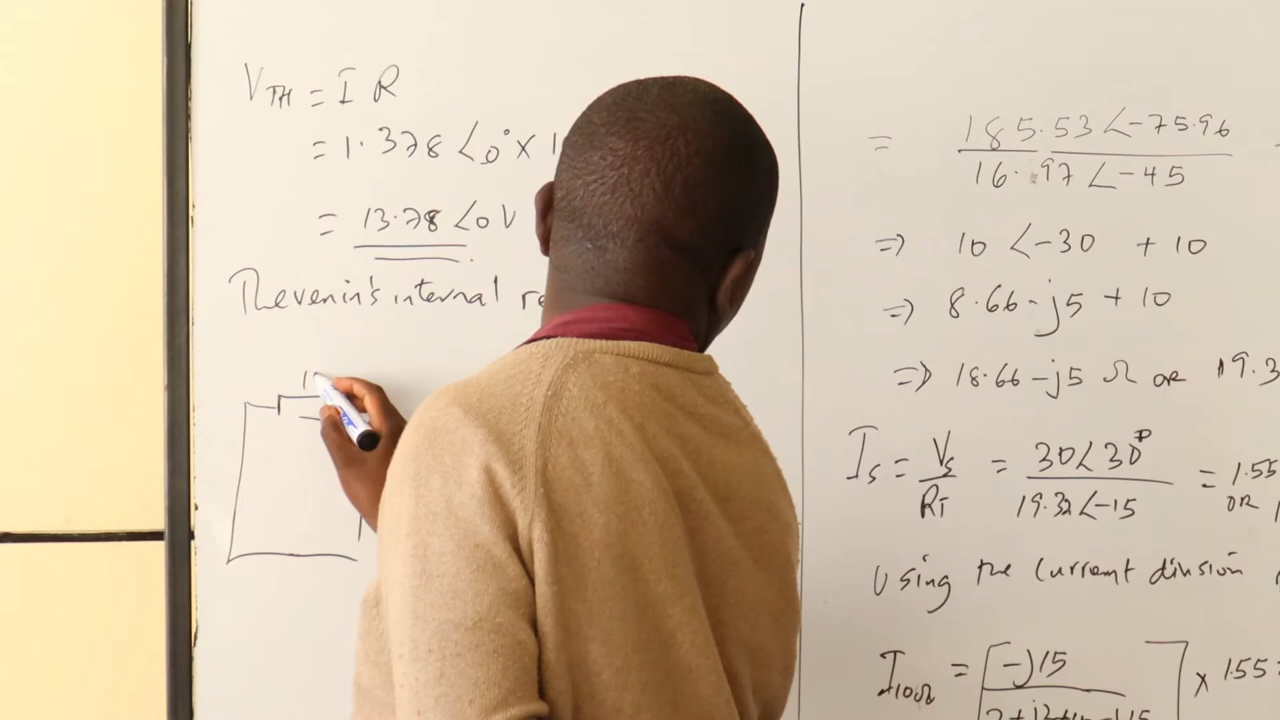 V_TH = I R
= 1.378 ∠0° × 1
= 13.78 ∠0 V
Thevenin's internal
= 185.53 ∠-75.96
16.97 ∠-45
=> 10 ∠-30 + 10
=> 8.66 - j5 + 10
=> 18.66 - j5 Ω OR 19.3
I_s = V_s = 30∠30° = 1.55
R_T 19.32∠-15 OR
Using the Current division
I_10Ω = [ -j15 ] × 1.55